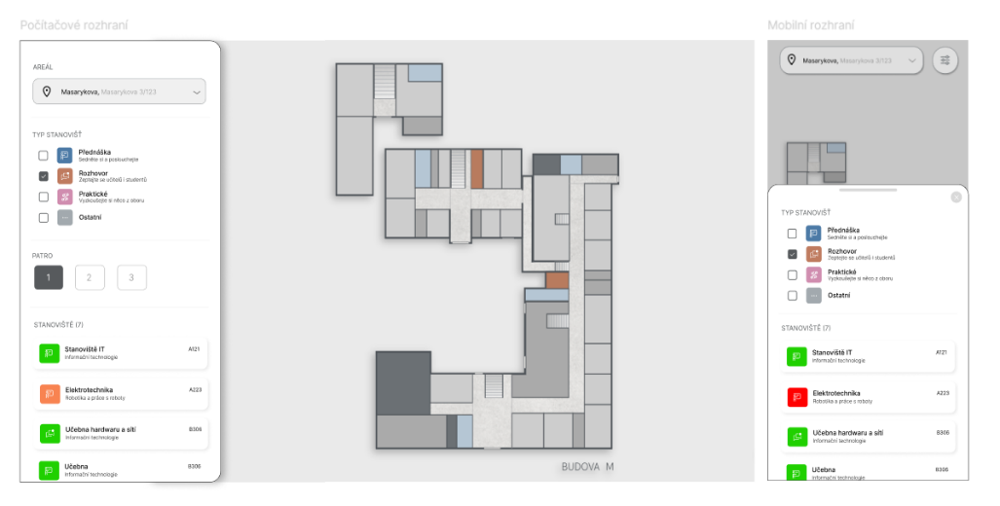 Počítačové rozhraní
AREÁL
Masarykova, Masarykova 3/123
TYP STANOVIŠŤ
Přednáška
Sedněte si a poslouchejte
Rozhovor
Zeptejte se učitelů i studentů
Praktické
Vyzkoušejte si něco z oboru
Ostatní
PATRO
1 2 3
STANOVIŠTĚ (7)
Stanoviště IT A121
Informační technologie
Elektrotechnika A223
Robotika a práce s roboty
Učebna hardwaru a sítí B306
Informační technologie
Učebna B306
Informační technologie
BUDOVA M
Mobilní rozhraní
Masarykova, Masarykova 3/123
TYP STANOVIŠŤ
Přednáška
Sedněte si a poslouchejte
Rozhovor
Zeptejte se učitelů i studentů
Praktické
Vyzkoušejte si něco z oboru
Ostatní
STANOVIŠTĚ (7)
Stanoviště IT A121
Informační technologie
Elektrotechnika A223
Robotika a práce s roboty
Učebna hardwaru a sítí B306
Informační technologie
Učebna B306
Informační technologie